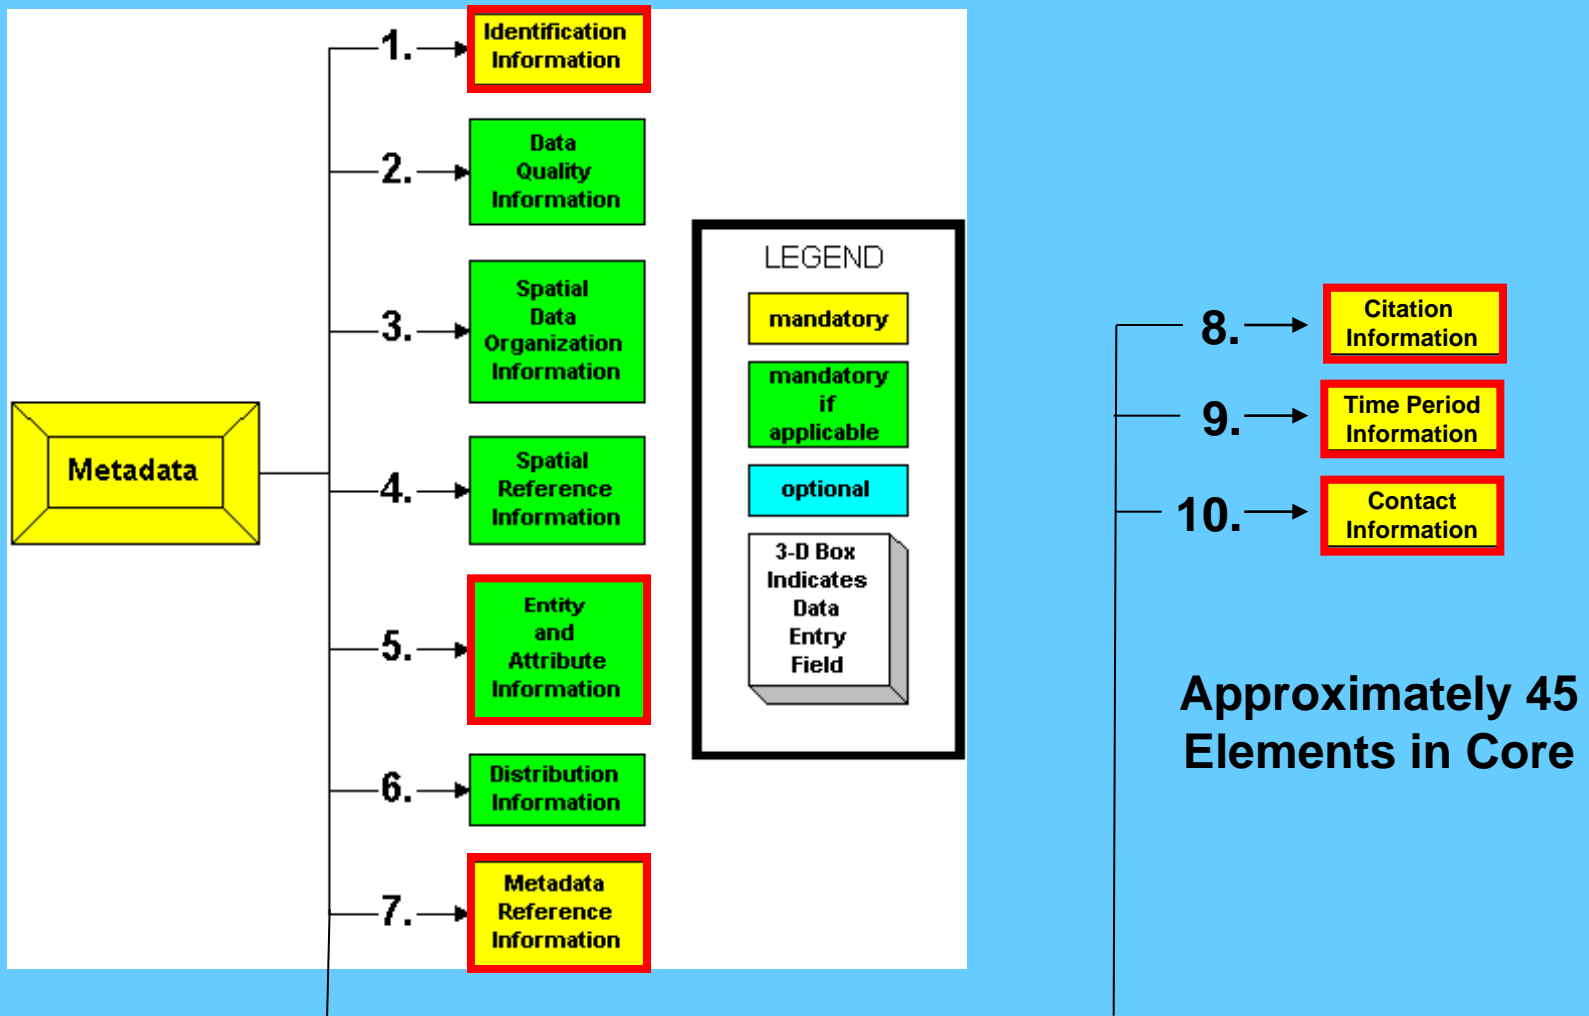 Metadata
1.
Identification
Information
2.
Data
Quality
Information
3.
Spatial
Data
Organization
Information
4.
Spatial
Reference
Information
5.
Entity
and
Attribute
Information
6.
Distribution
Information
7.
Metadata
Reference
Information
LEGEND
mandatory
mandatory
if
applicable
optional
3-D Box
Indicates
Data
Entry
Field
8.
Citation
Information
9.
Time Period
Information
10.
Contact
Information
Approximately 45
Elements in Core